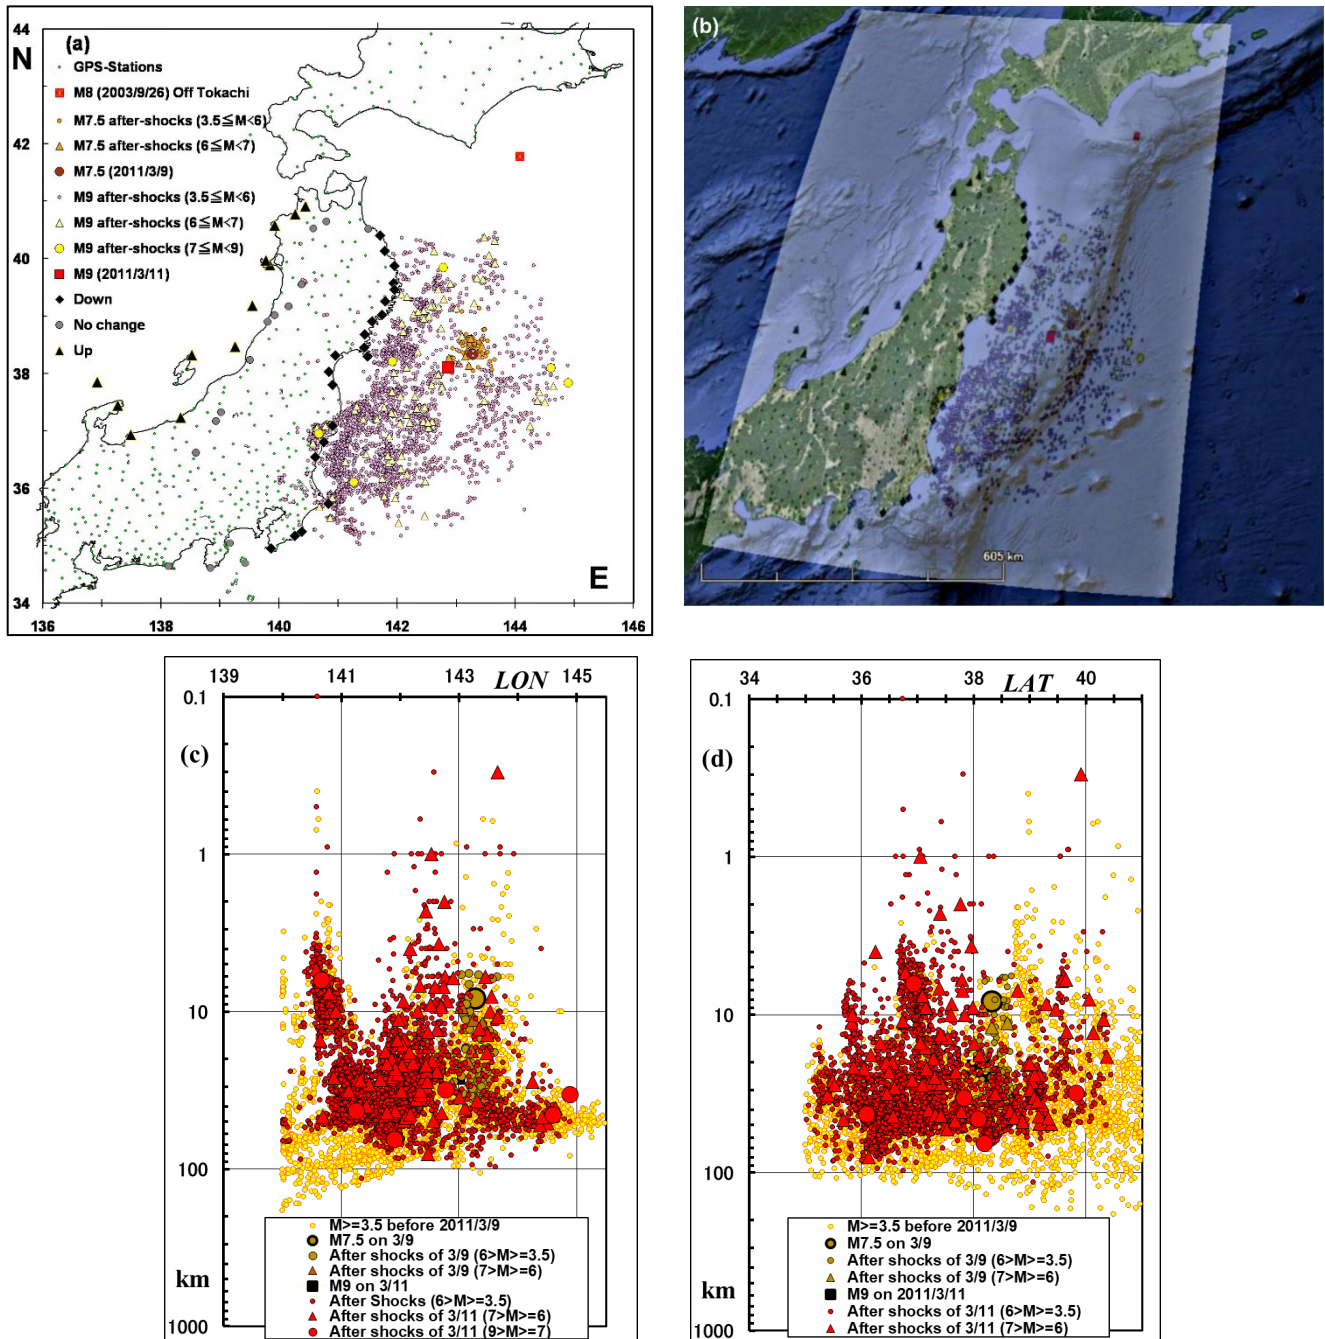 44
N
(a)
GPS-Stations
M8 (2003/9/26) Off Tokachi
M7.5 after-shocks (3.5≦M<6)
M7.5 after-shocks (6≦M<7)
M7.5 (2011/3/9)
M9 after-shocks (3.5≦M<6)
M9 after-shocks (6≦M<7)
M9 after-shocks (7≦M<9)
M9 (2011/3/11)
Down
No change
Up
42
40
38
36
34
E
136 138 140 142 144 146
(b)
605 km
139 141 143 LON 145
0.1
(c)
1
10
100
km
1000
M>=3.5 before 2011/3/9
M7.5 on 3/9
After shocks of 3/9 (6>M>=3.5)
After shocks of 3/9 (7>M>=6)
M9 on 3/11
After Shocks (6>M>=3.5)
After shocks of 3/11 (7>M>=6)
After shocks of 3/11 (9>M>=7)
34 36 38 LAT 40
0.1
(d)
1
10
100
km
1000
M>=3.5 before 2011/3/9
M7.5 on 3/9
After shocks of 3/9 (6>M>=3.5)
After shocks of 3/9 (7>M>=6)
M9 on 2011/3/11
After shocks of 3/11 (6>M>=3.5)
After shocks of 3/11 (7>M>=6)